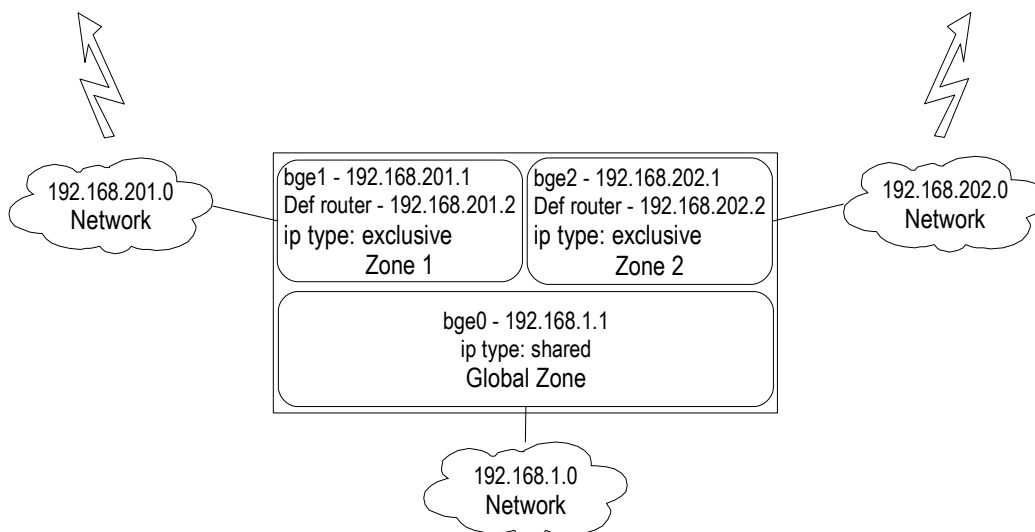 192.168.201.0
Network
bge1 - 192.168.201.1
Def router - 192.168.201.2
ip type: exclusive
Zone 1
bge2 - 192.168.202.1
Def router - 192.168.202.2
ip type: exclusive
Zone 2
192.168.202.0
Network
bge0 - 192.168.1.1
ip type: shared
Global Zone
192.168.1.0
Network